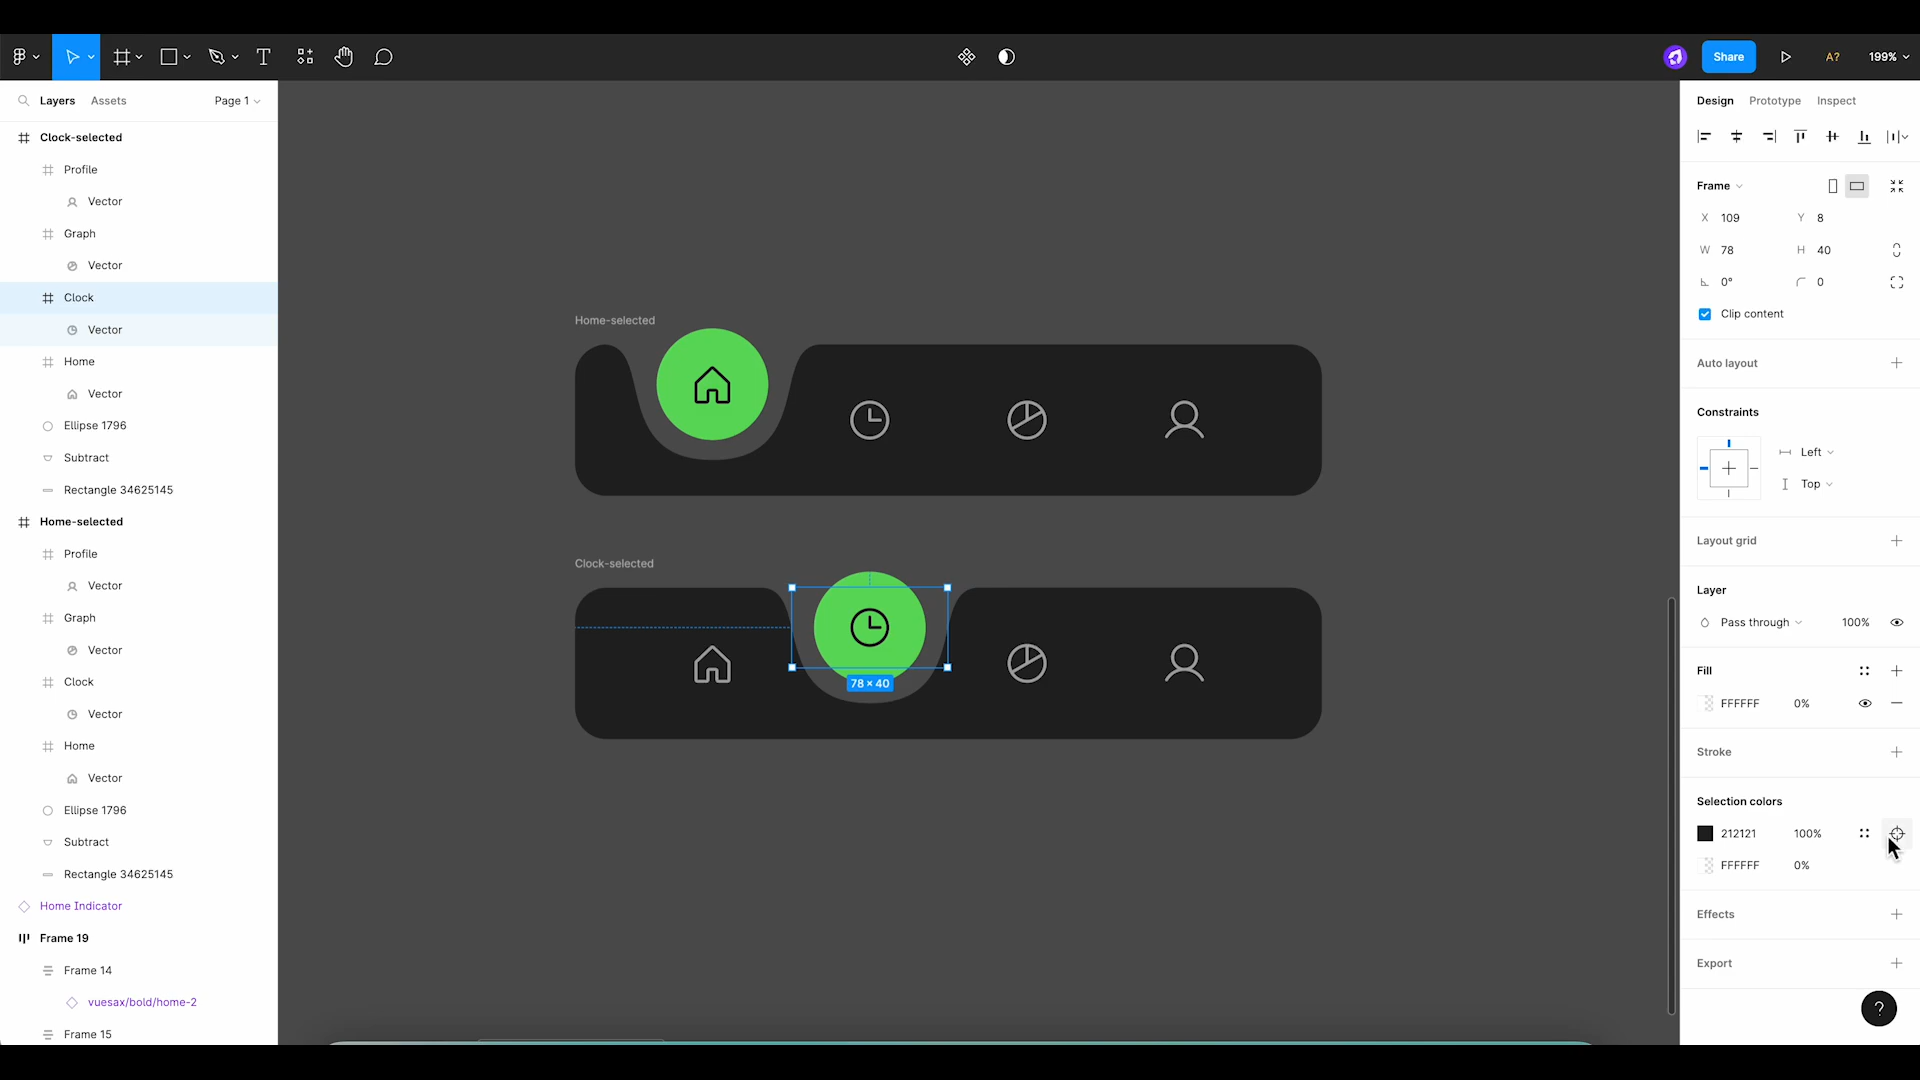 Share
A?
199%
Layers
Assets
Page 1
Clock-selected
Profile
Vector
Graph
Vector
Clock
Vector
Home
Vector
Ellipse 1796
Subtract
Rectangle 34625145
Home-selected
Profile
Vector
Graph
Vector
Clock
Vector
Home
Vector
Ellipse 1796
Subtract
Rectangle 34625145
Home Indicator
Frame 19
Frame 14
vuesax/bold/home-2
Frame 15
Home-selected
Clock-selected
78 × 40
Design
Prototype
Inspect
Frame
X 109
Y 8
W 78
H 40
0°
0
Clip content
Auto layout
Constraints
Left
Top
Layout grid
Layer
Pass through
100%
Fill
FFFFFF
0%
Stroke
Selection colors
212121
100%
FFFFFF
0%
Effects
Export
?